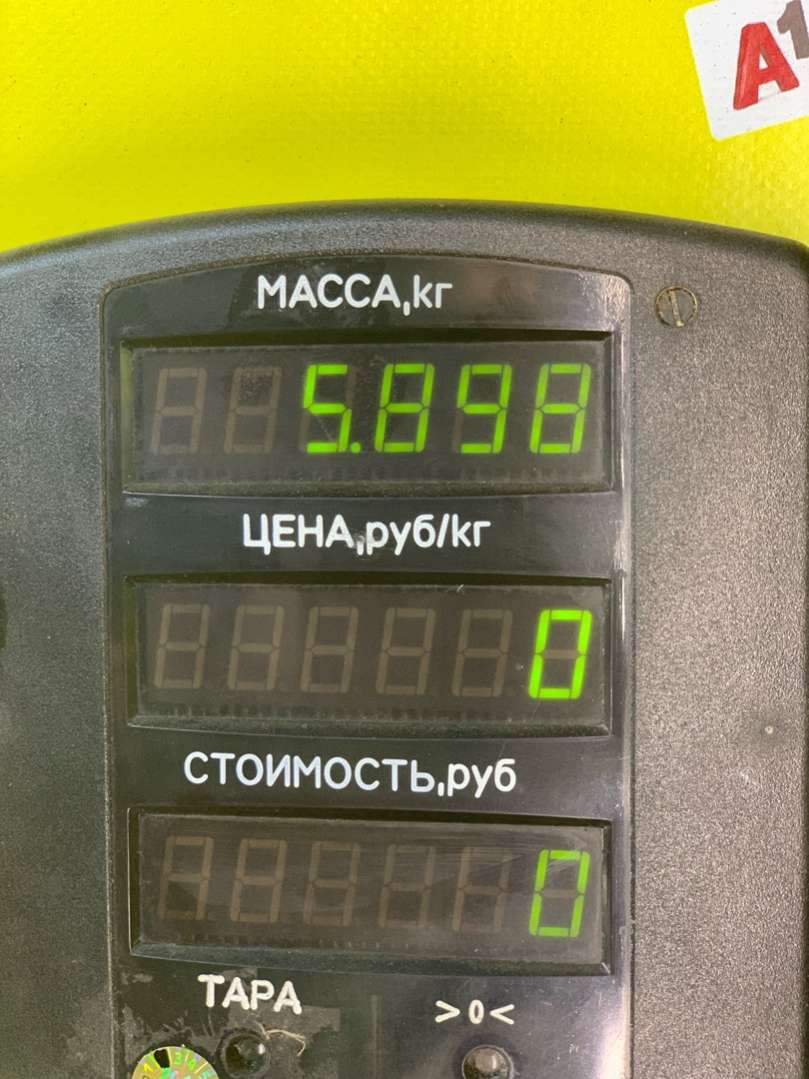 А1
МАССА,кг
5.898
ЦЕНА,руб/кг
0
СТОИМОСТЬ,руб
0
ТАРА
>0<